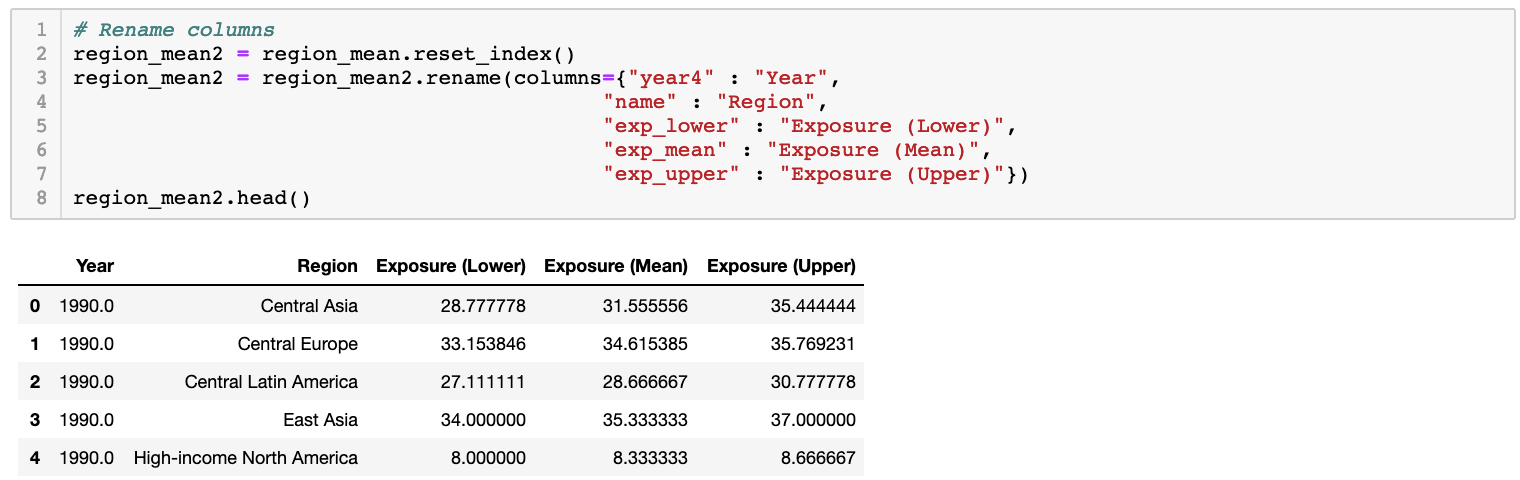 1 # Rename columns
2 region_mean2 = region_mean.reset_index()
3 region_mean2 = region_mean2.rename(columns={"year4" : "Year",
4 "name" : "Region",
5 "exp_lower" : "Exposure (Lower)",
6 "exp_mean" : "Exposure (Mean)",
7 "exp_upper" : "Exposure (Upper)"})
8 region_mean2.head()
Year Region Exposure (Lower) Exposure (Mean) Exposure (Upper)
0 1990.0 Central Asia 28.777778 31.555556 35.444444
1 1990.0 Central Europe 33.153846 34.615385 35.769231
2 1990.0 Central Latin America 27.111111 28.666667 30.777778
3 1990.0 East Asia 34.000000 35.333333 37.000000
4 1990.0 High-income North America 8.000000 8.333333 8.666667